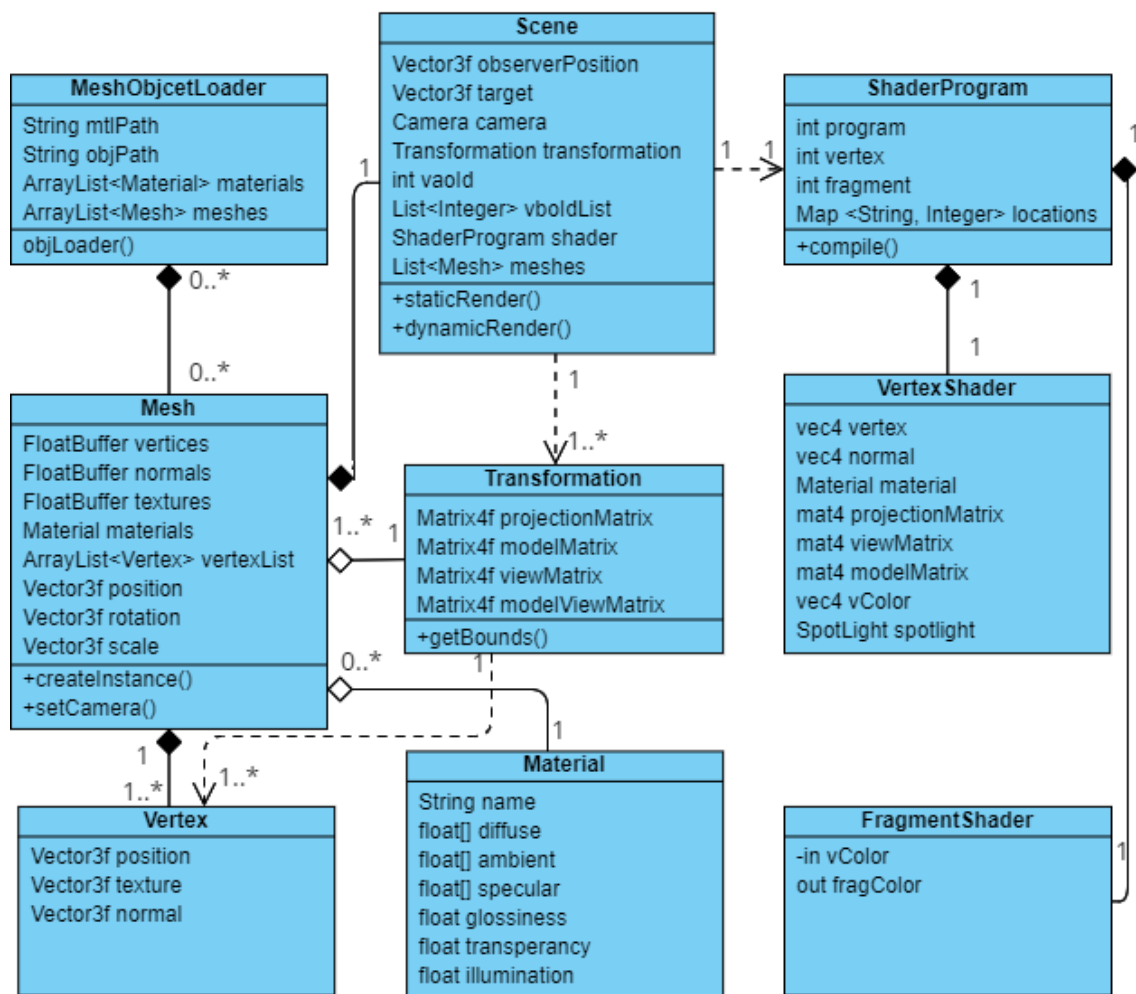 Scene
Vector3f observerPosition
Vector3f target
Camera camera
Transformation transformation
int vaoId
List<Integer> vboIdList
ShaderProgram shader
List<Mesh> meshes
+staticRender()
+dynamicRender()
MeshObjcetLoader
String mtlPath
String objPath
ArrayList<Material> materials
ArrayList<Mesh> meshes
objLoader()
ShaderProgram
int program
int vertex
int fragment
Map <String, Integer> locations
+compile()
1
1
1
1
0..*
0..*
1
1
1
1..*
Mesh
FloatBuffer vertices
FloatBuffer normals
FloatBuffer textures
Material materials
ArrayList<Vertex> vertexList
Vector3f position
Vector3f rotation
Vector3f scale
+createInstance()
+setCamera()
1..*
1
Transformation
Matrix4f projectionMatrix
Matrix4f modelMatrix
Matrix4f viewMatrix
Matrix4f modelViewMatrix
+getBounds()
VertexShader
vec4 vertex
vec4 normal
Material material
mat4 projectionMatrix
mat4 viewMatrix
mat4 modelMatrix
vec4 vColor
SpotLight spotlight
0..*
1
1
1
1..*
1..*
Vertex
Vector3f position
Vector3f texture
Vector3f normal
Material
String name
float[] diffuse
float[] ambient
float[] specular
float glossiness
float transperancy
float illumination
FragmentShader
-in vColor
out fragColor
1